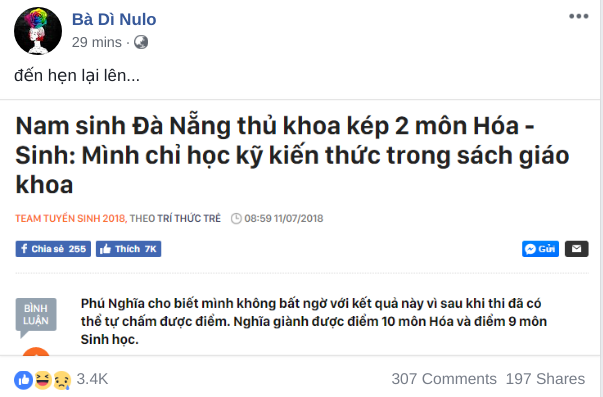 Bà Dì Nulo
29 mins ·
đến hẹn lại lên...
Nam sinh Đà Nẵng thủ khoa kép 2 môn Hóa -
Sinh: Mình chỉ học kỹ kiến thức trong sách giáo
khoa
TEAM TUYỂN SINH 2018, THEO TRÍ THỨC TRẺ 08:59 11/07/2018
Chia sẻ 255 Thích 7K Gửi
BÌNH
LUẬN
Phú Nghĩa cho biết mình không bất ngờ với kết quả này vì sau khi thi đã có
thể tự chấm được điểm. Nghĩa giành được điểm 10 môn Hóa và điểm 9 môn
Sinh học.
3.4K 307 Comments 197 Shares